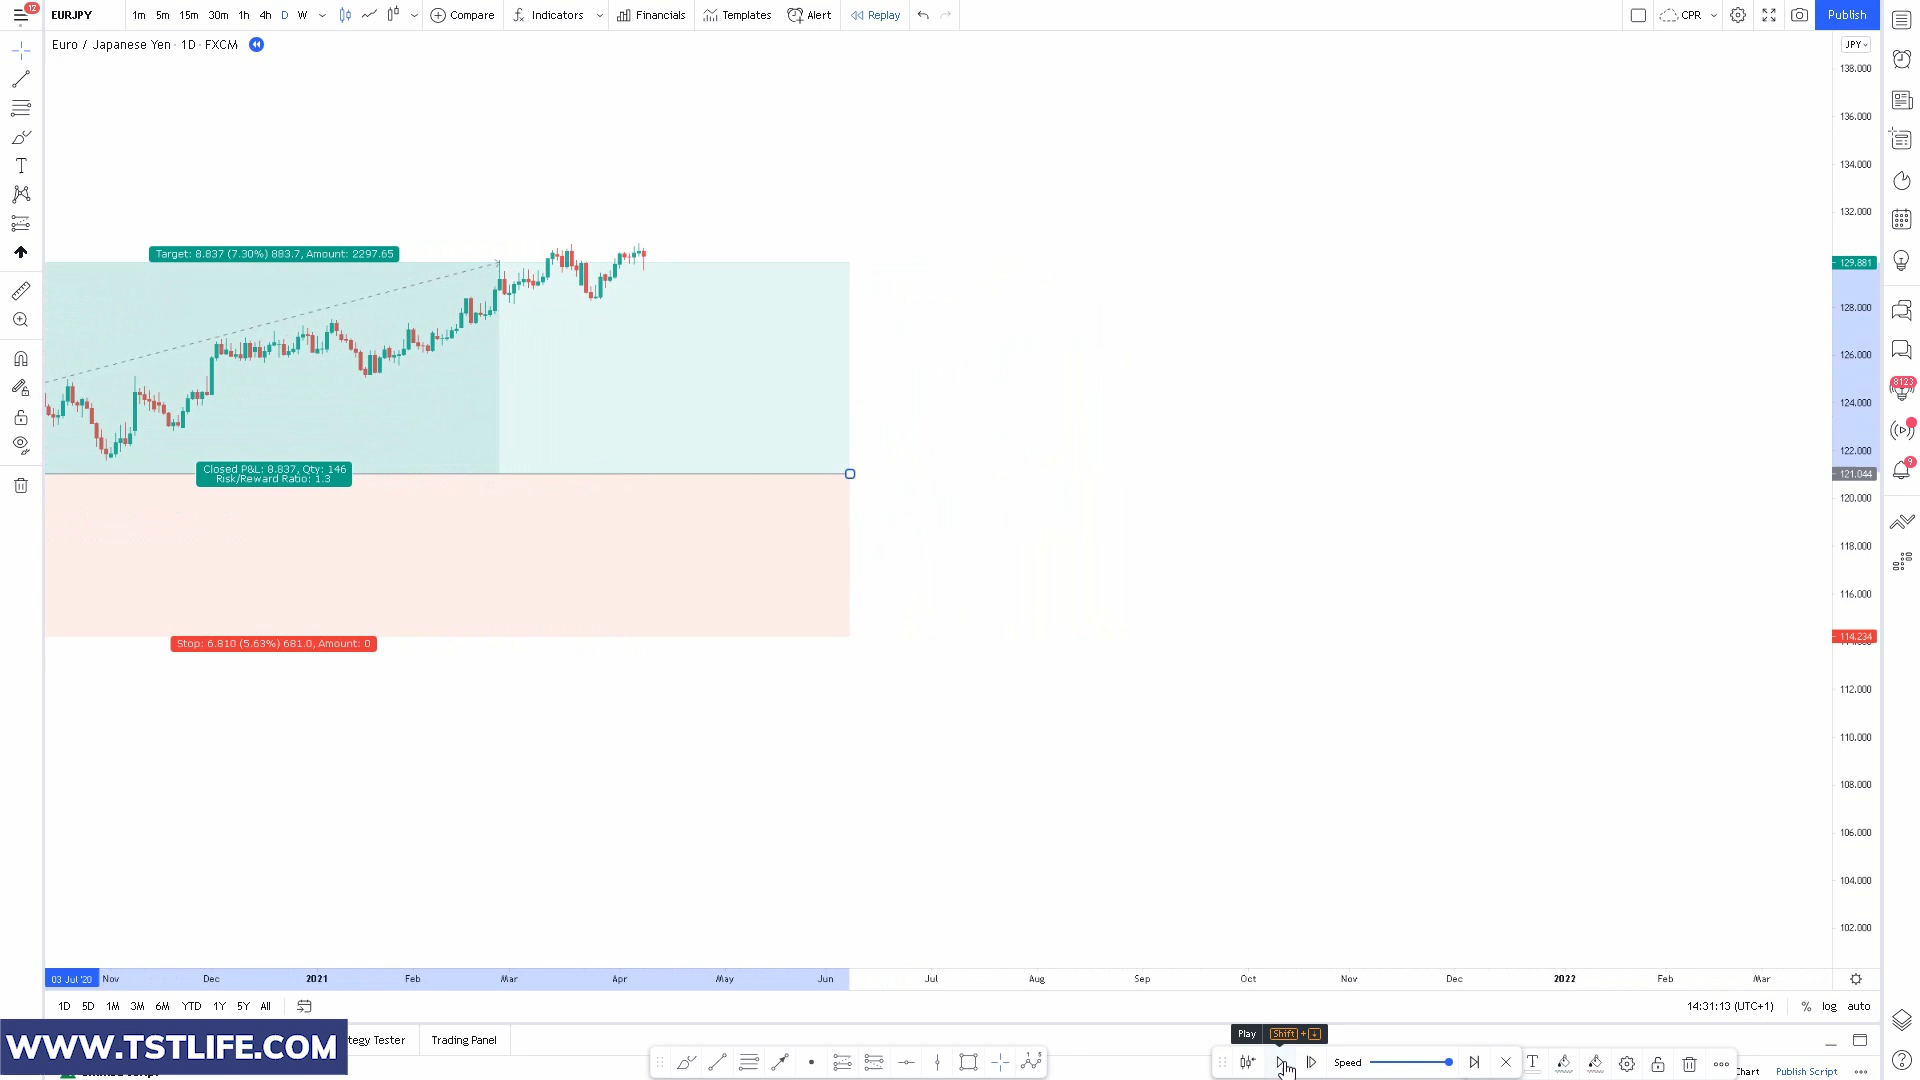 12
EURJPY
1m 5m 15m 30m 1h 4h D W
Compare
Indicators
Financials
Templates
Alert
Replay
CPR
Publish
Euro / Japanese Yen · 1D · FXCM
JPY
138.000
136.000
134.000
132.000
129.881
128.000
126.000
124.000
122.000
121.044
120.000
118.000
116.000
114.234
112.000
110.000
108.000
106.000
104.000
102.000
Target: 8.837 (7.30%) 883.7, Amount: 2297.65
Closed P&L: 8.837, Qty: 146
Risk/Reward Ratio: 1.3
Stop: 6.810 (5.63%) 681.0, Amount: 0
8123
9
03 Jul '20 Nov Dec 2021 Feb Mar Apr May Jun Jul Aug Sep Oct Nov Dec 2022 Feb Mar
1D 5D 1M 3M 6M YTD 1Y 5Y All
14:31:13 (UTC+1) % log auto
Play Shift + ↓
WWW.TSTLIFE.COM
tegy Tester
Trading Panel
Speed
Chart
Publish Script